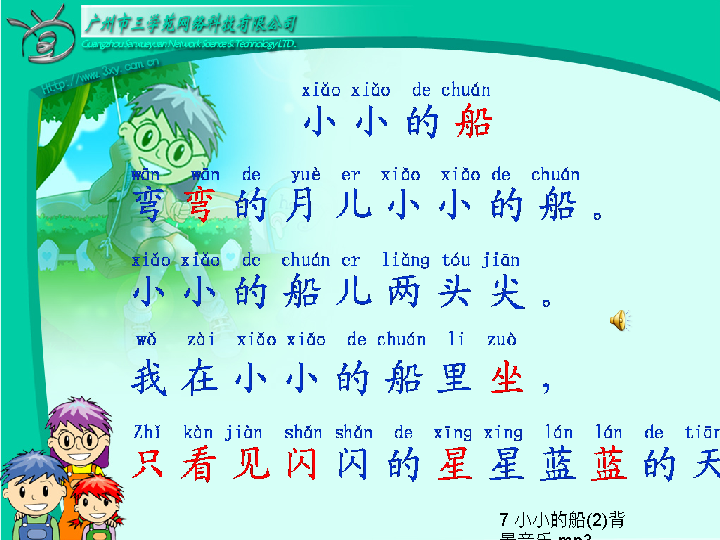 广州市三学苑网络科技有限公司
Guangzhou Sanxueyuan Network Science & Technology LTD.
Http://www.3xy.com.cn
xiǎo xiǎo de chuán
小小的船
wān wān de yuè er xiǎo xiǎo de chuán
弯弯的月儿小小的船。
xiǎo xiǎo de chuán er liǎng tóu jiān
小小的船儿两头尖。
wǒ zài xiǎo xiǎo de chuán li zuò
我在小小的船里坐，
Zhǐ kàn jiàn shǎn shǎn de xīng xing lán lán de tiān
只看见闪闪的星星蓝蓝的天
7 小小的船(2)背
景音乐.mp3